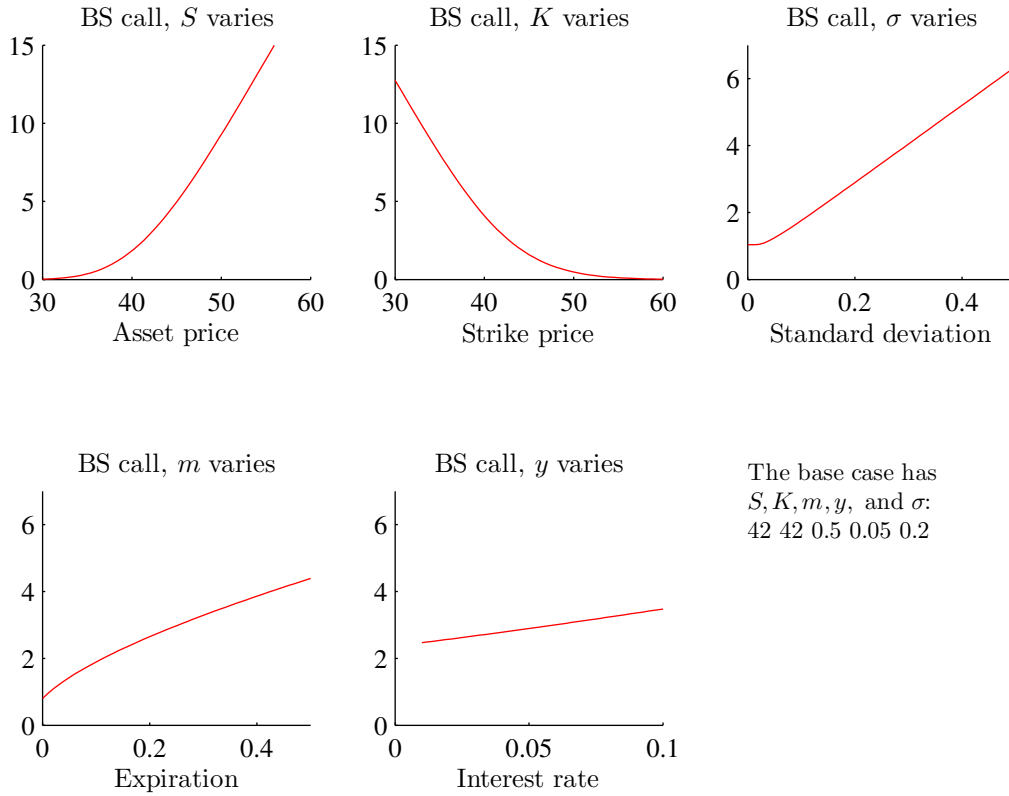 BS call, S varies
15
10
5
0
30 40 50 60
Asset price
BS call, K varies
15
10
5
0
30 40 50 60
Strike price
BS call, σ varies
6
4
2
0
0 0.2 0.4
Standard deviation
BS call, m varies
6
4
2
0
0 0.2 0.4
Expiration
BS call, y varies
6
4
2
0
0 0.05 0.1
Interest rate
The base case has
S, K, m, y, and σ:
42 42 0.5 0.05 0.2